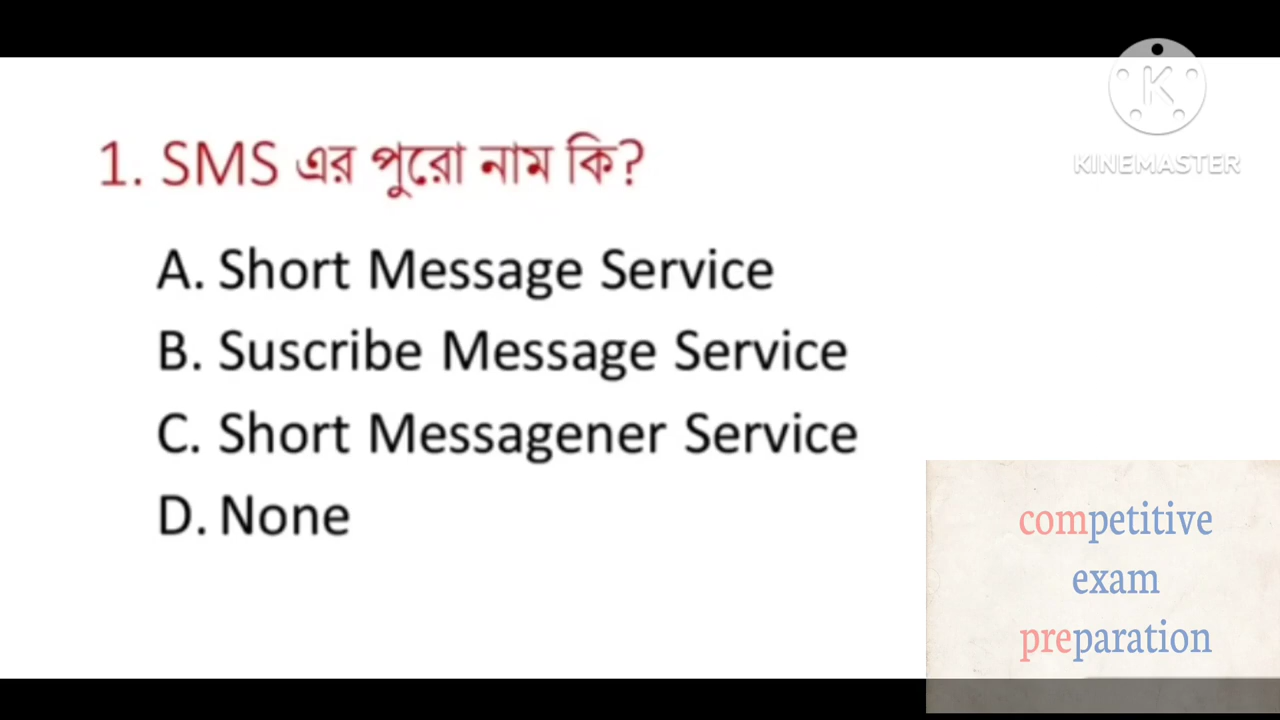 1. SMS এর পুরো নাম কি?
A. Short Message Service
B. Suscribe Message Service
C. Short Messagener Service
D. None
K
KINEMASTER
competitive
exam
preparation